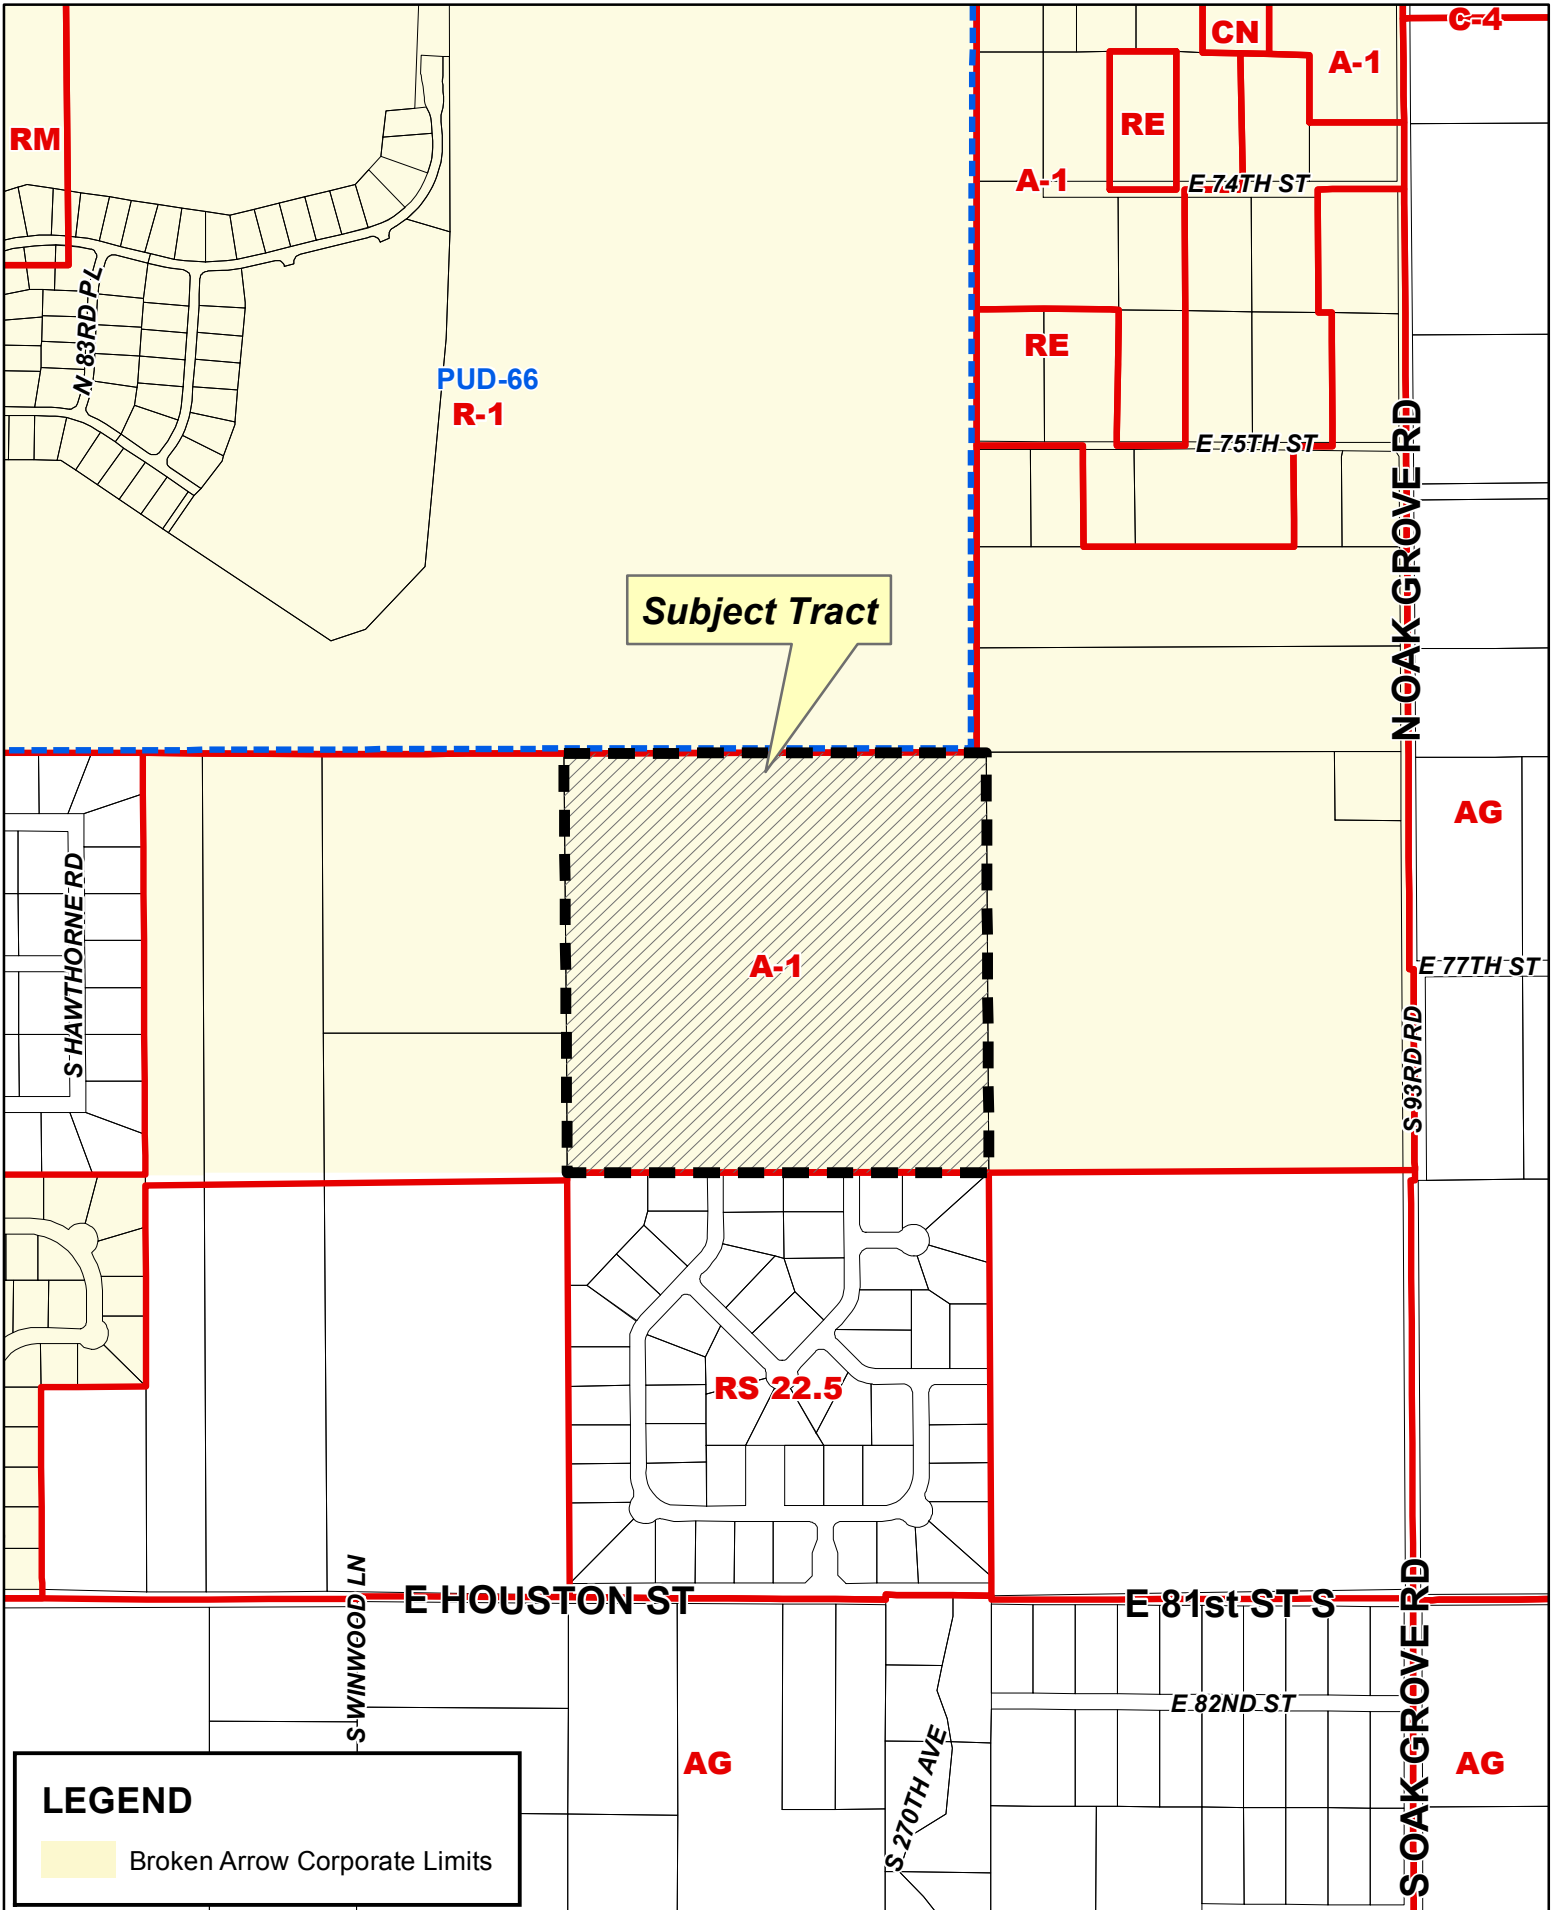 C-4
CN
A-1
RE
RM
A-1
E 74TH ST
N 83RD PL
RE
PUD-66
R-1
E 75TH ST
N OAK GROVE RD
Subject Tract
AG
S HAWTHORNE RD
A-1
E 77TH ST
S 93RD RD
RS 22.5
E HOUSTON ST
E 81st ST S
S WINWOOD LN
E 82ND ST
S OAK GROVE RD
S 270TH AVE
AG
AG
LEGEND
Broken Arrow Corporate Limits